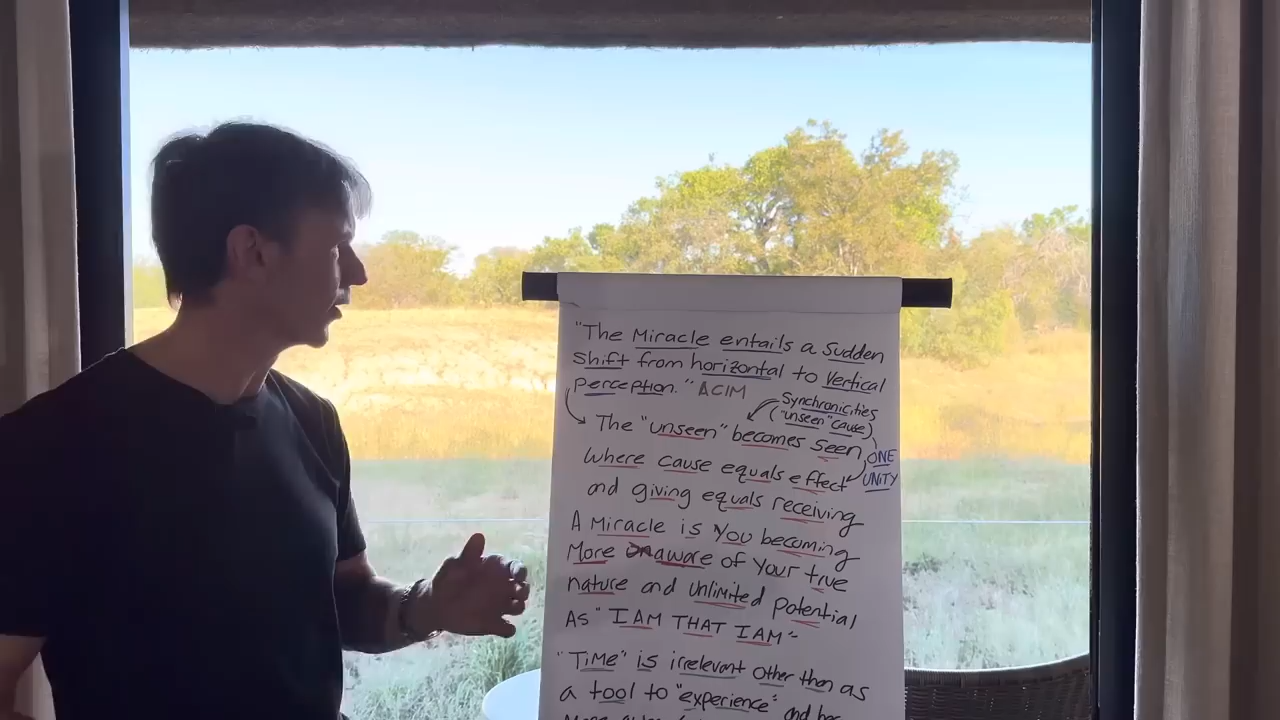 "The Miracle entails a Sudden
Shift from horizontal to Vertical
perception." ACIM
Synchronicities
("unseen" cause)
The "unseen" becomes seen
ONE
UNITY
where cause equals effect
and giving equals receiving
A Miracle is You becoming
More aware of Your true
nature and Unlimited potential
As "I AM THAT I AM"
"TiMe" is irrelevant other than as
a tool to "experience" and